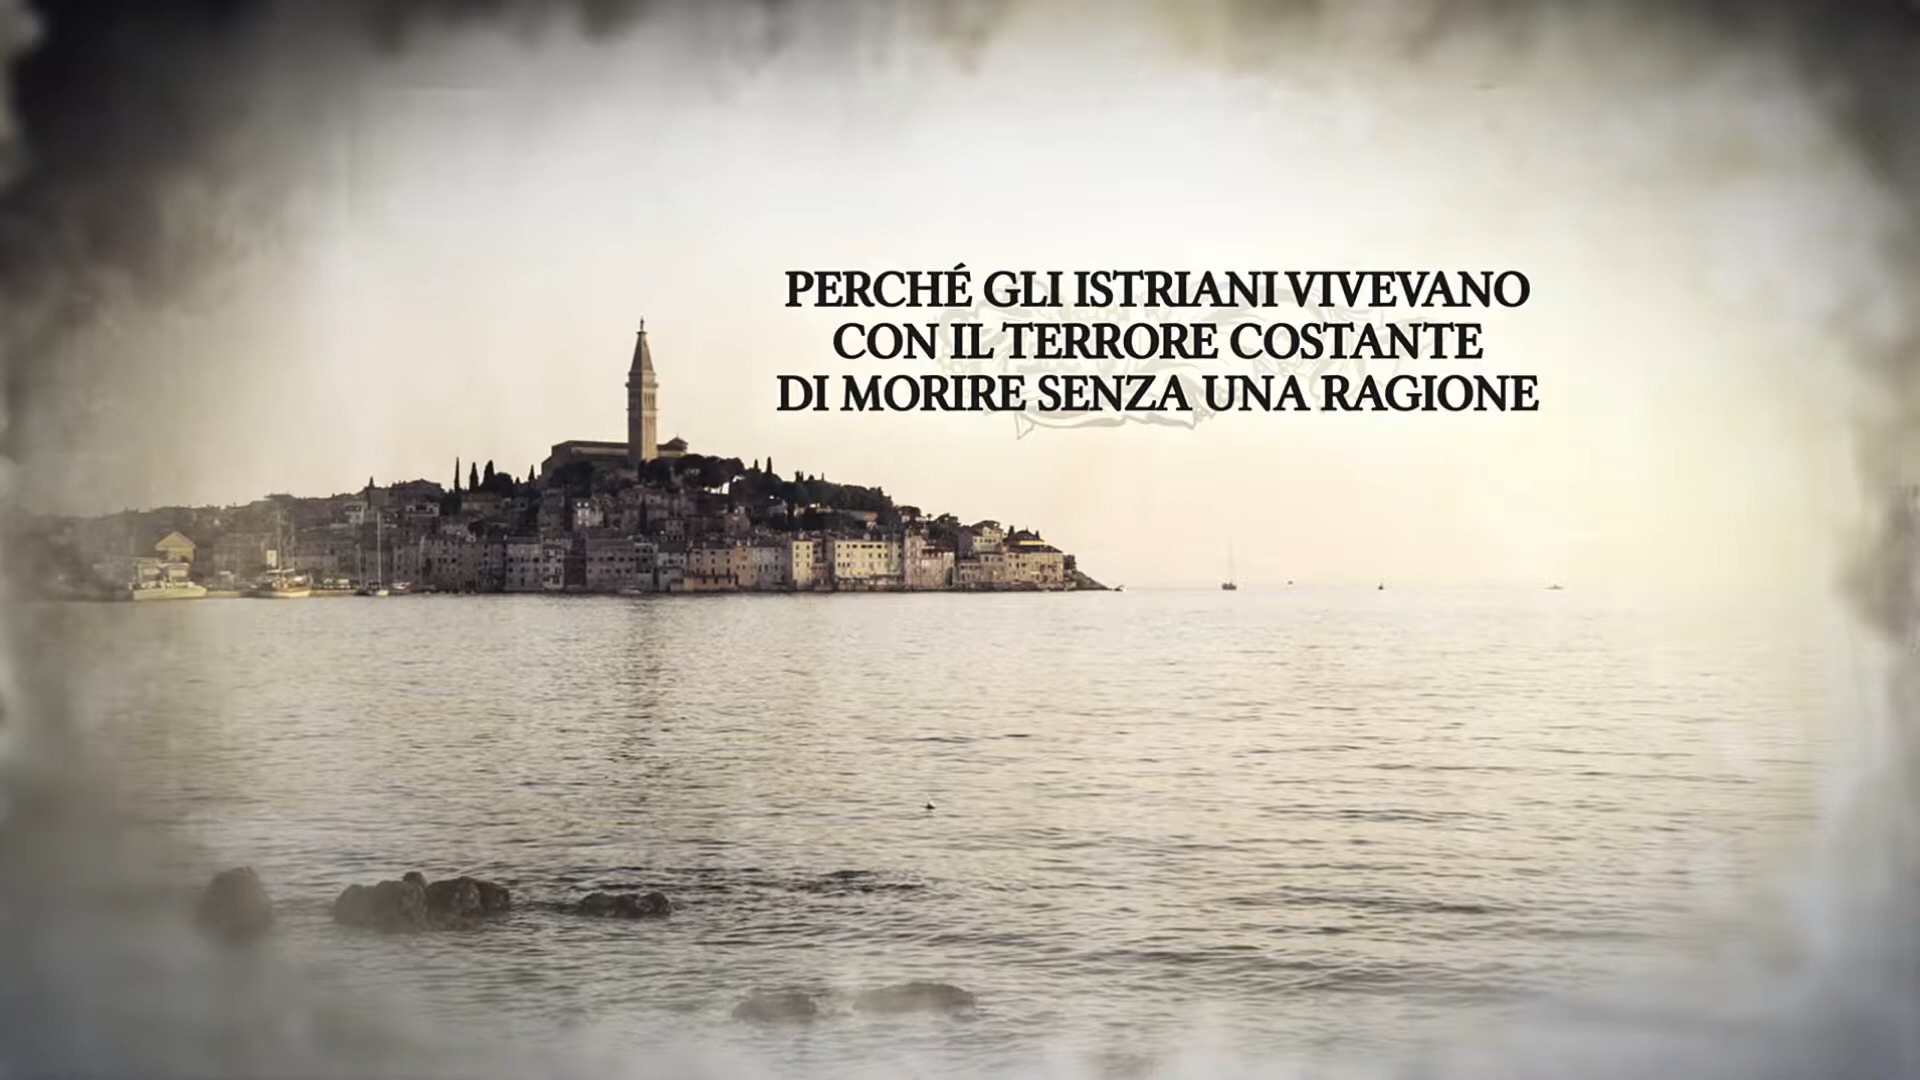 PERCHÉ GLI ISTRIANI VIVEVANO
CON IL TERRORE COSTANTE
DI MORIRE SENZA UNA RAGIONE